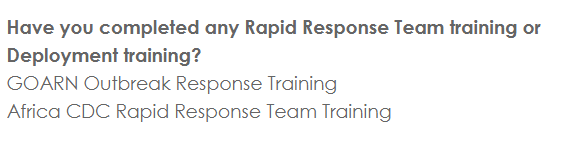 Have you completed any Rapid Response Team training or
Deployment training?
GOARN Outbreak Response Training
Africa CDC Rapid Response Team Training